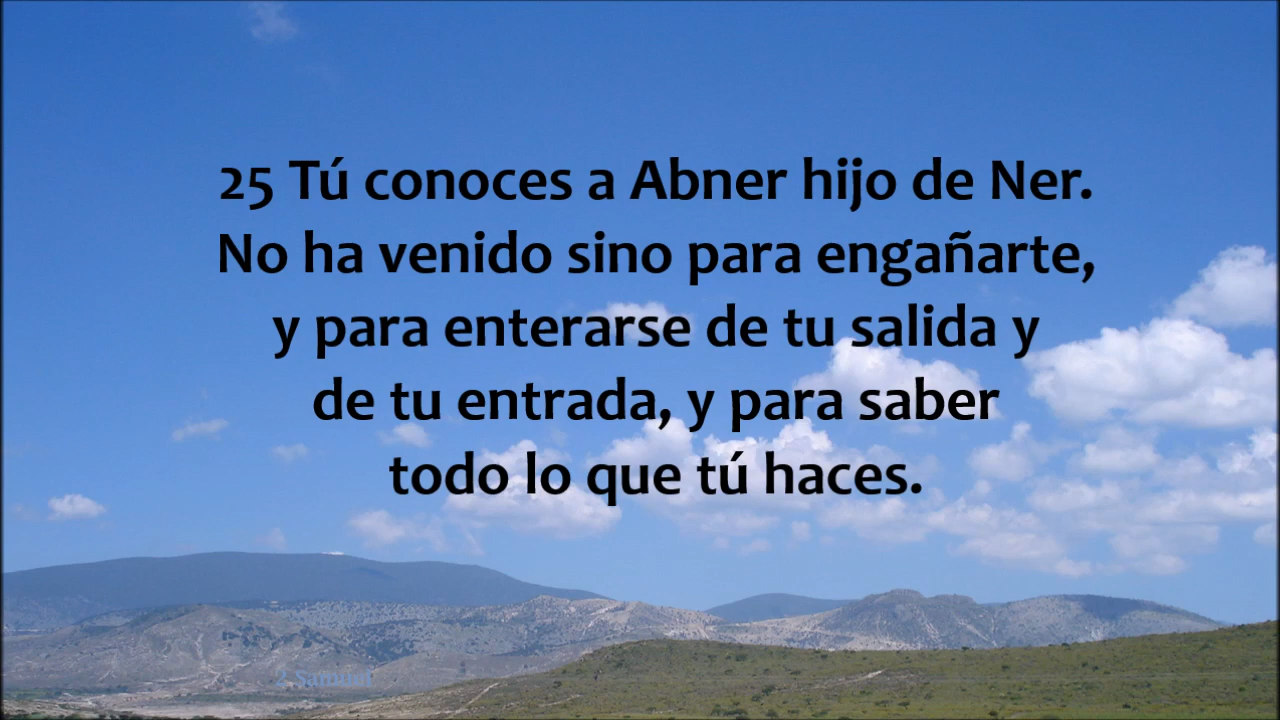 25 Tú conoces a Abner hijo de Ner.
No ha venido sino para engañarte,
y para enterarse de tu salida y
de tu entrada, y para saber
todo lo que tú haces.
2 Samuel